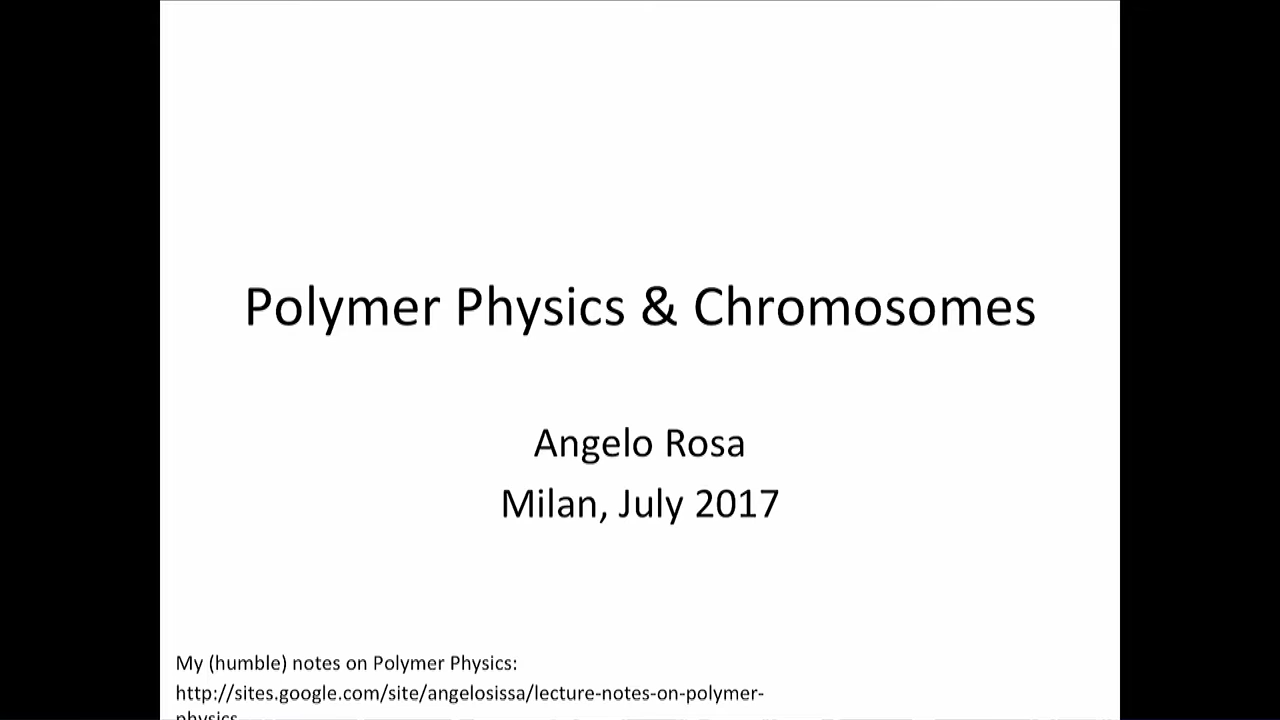 Polymer Physics & Chromosomes
Angelo Rosa
Milan, July 2017
My (humble) notes on Polymer Physics:
http://sites.google.com/site/angelosissa/lecture-notes-on-polymer-
physics